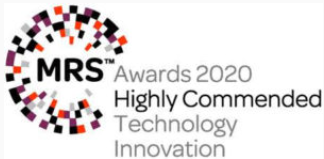 MRS™ Awards 2020
Highly Commended
Technology
Innovation